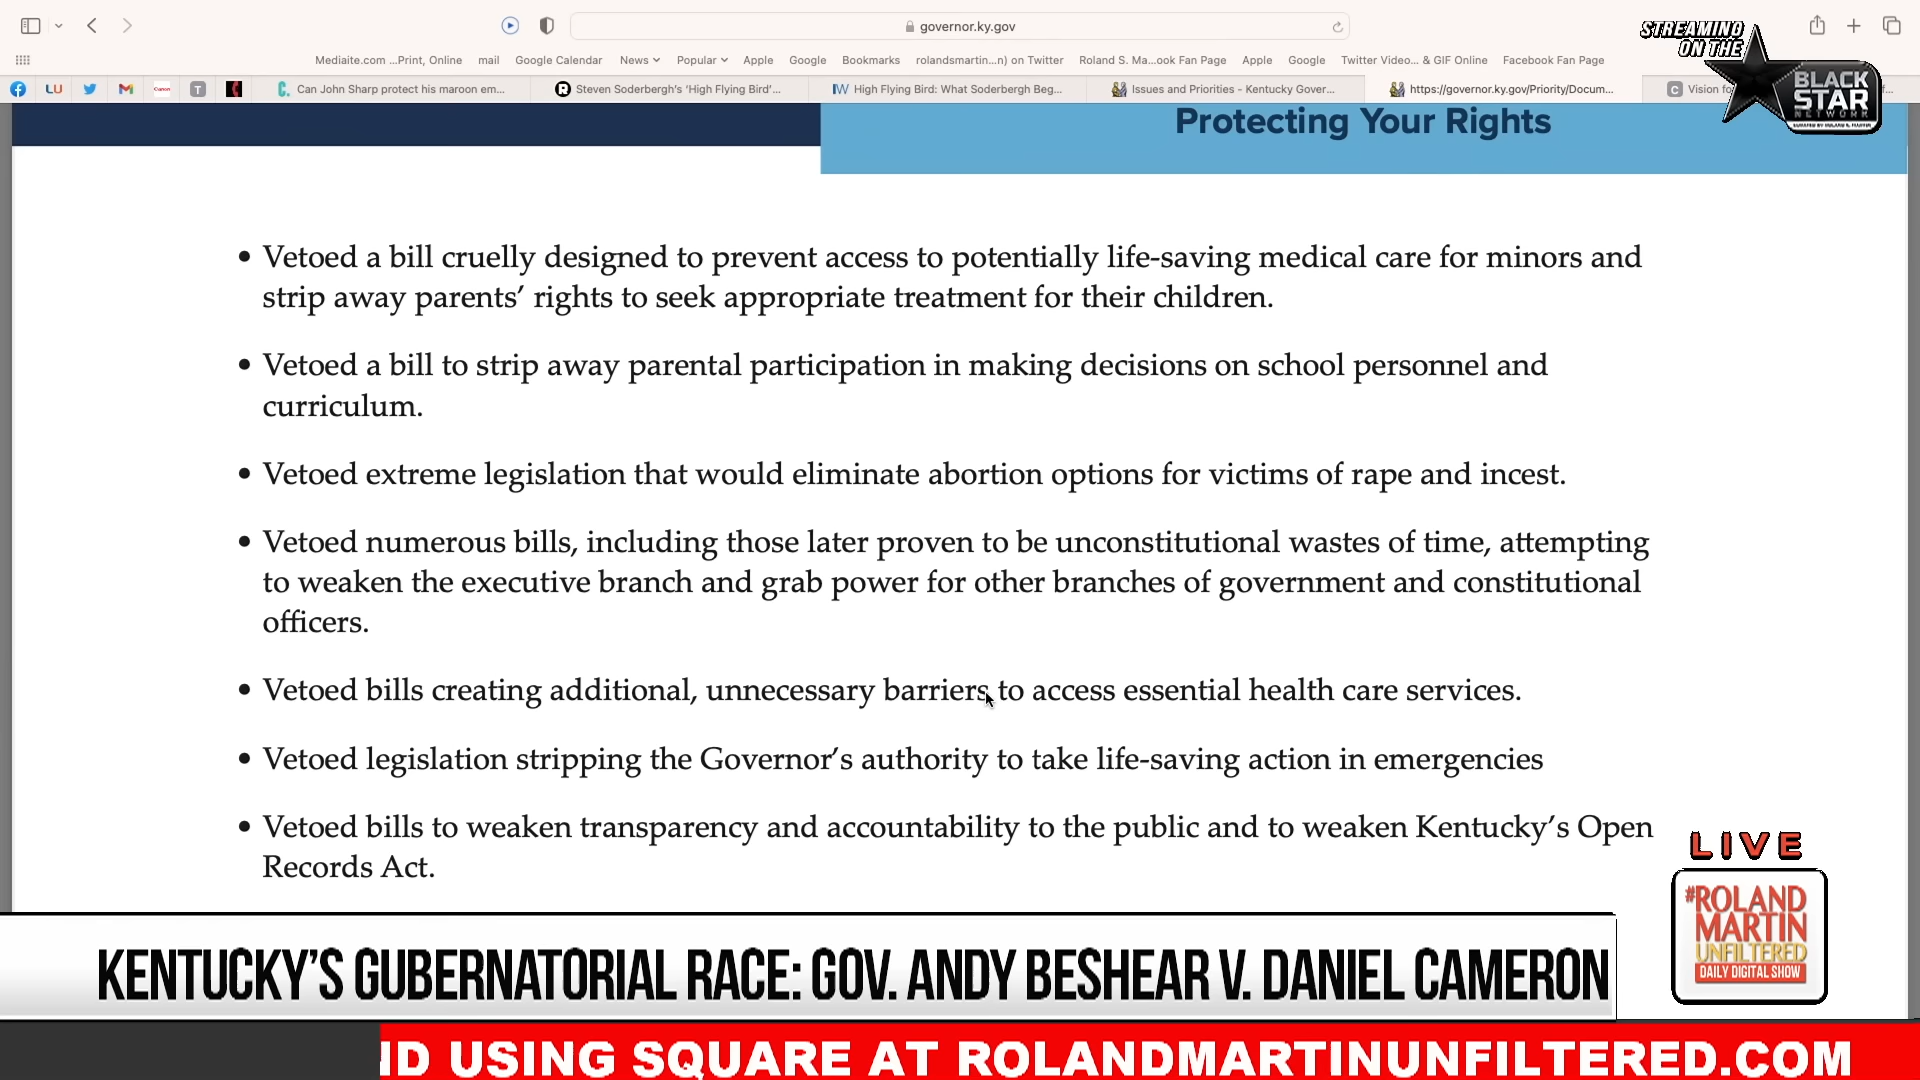 governor.ky.gov
STREAMING
ON THE
BLACK
STAR
NETWORK
Mediaite.com ...Print, Online mail Google Calendar News Popular Apple Google Bookmarks rolandsmartin...n) on Twitter Roland S. Ma...ook Fan Page Apple Google Twitter Video... & GIF Online Facebook Fan Page
LU T Can John Sharp protect his maroon em... Steven Soderbergh's 'High Flying Bird'... IW High Flying Bird: What Soderbergh Beg... Issues and Priorities - Kentucky Gover... https://governor.ky.gov/Priority/Docum... C Vision fo
Protecting Your Rights
• Vetoed a bill cruelly designed to prevent access to potentially life-saving medical care for minors and
strip away parents' rights to seek appropriate treatment for their children.
• Vetoed a bill to strip away parental participation in making decisions on school personnel and
curriculum.
• Vetoed extreme legislation that would eliminate abortion options for victims of rape and incest.
• Vetoed numerous bills, including those later proven to be unconstitutional wastes of time, attempting
to weaken the executive branch and grab power for other branches of government and constitutional
officers.
• Vetoed bills creating additional, unnecessary barriers to access essential health care services.
• Vetoed legislation stripping the Governor's authority to take life-saving action in emergencies
• Vetoed bills to weaken transparency and accountability to the public and to weaken Kentucky's Open
Records Act.
LIVE
#ROLAND
MARTIN
UNFILTERED
DAILY DIGITAL SHOW
KENTUCKY'S GUBERNATORIAL RACE: GOV. ANDY BESHEAR V. DANIEL CAMERON
ND USING SQUARE AT ROLANDMARTINUNFILTERED.COM